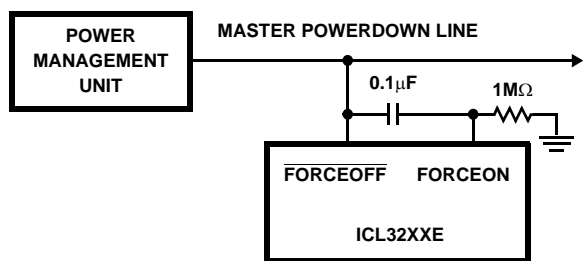 POWER
MANAGEMENT
UNIT
MASTER POWERDOWN LINE
0.1μF
1MΩ
FORCEOFF FORCEON
ICL32XXE